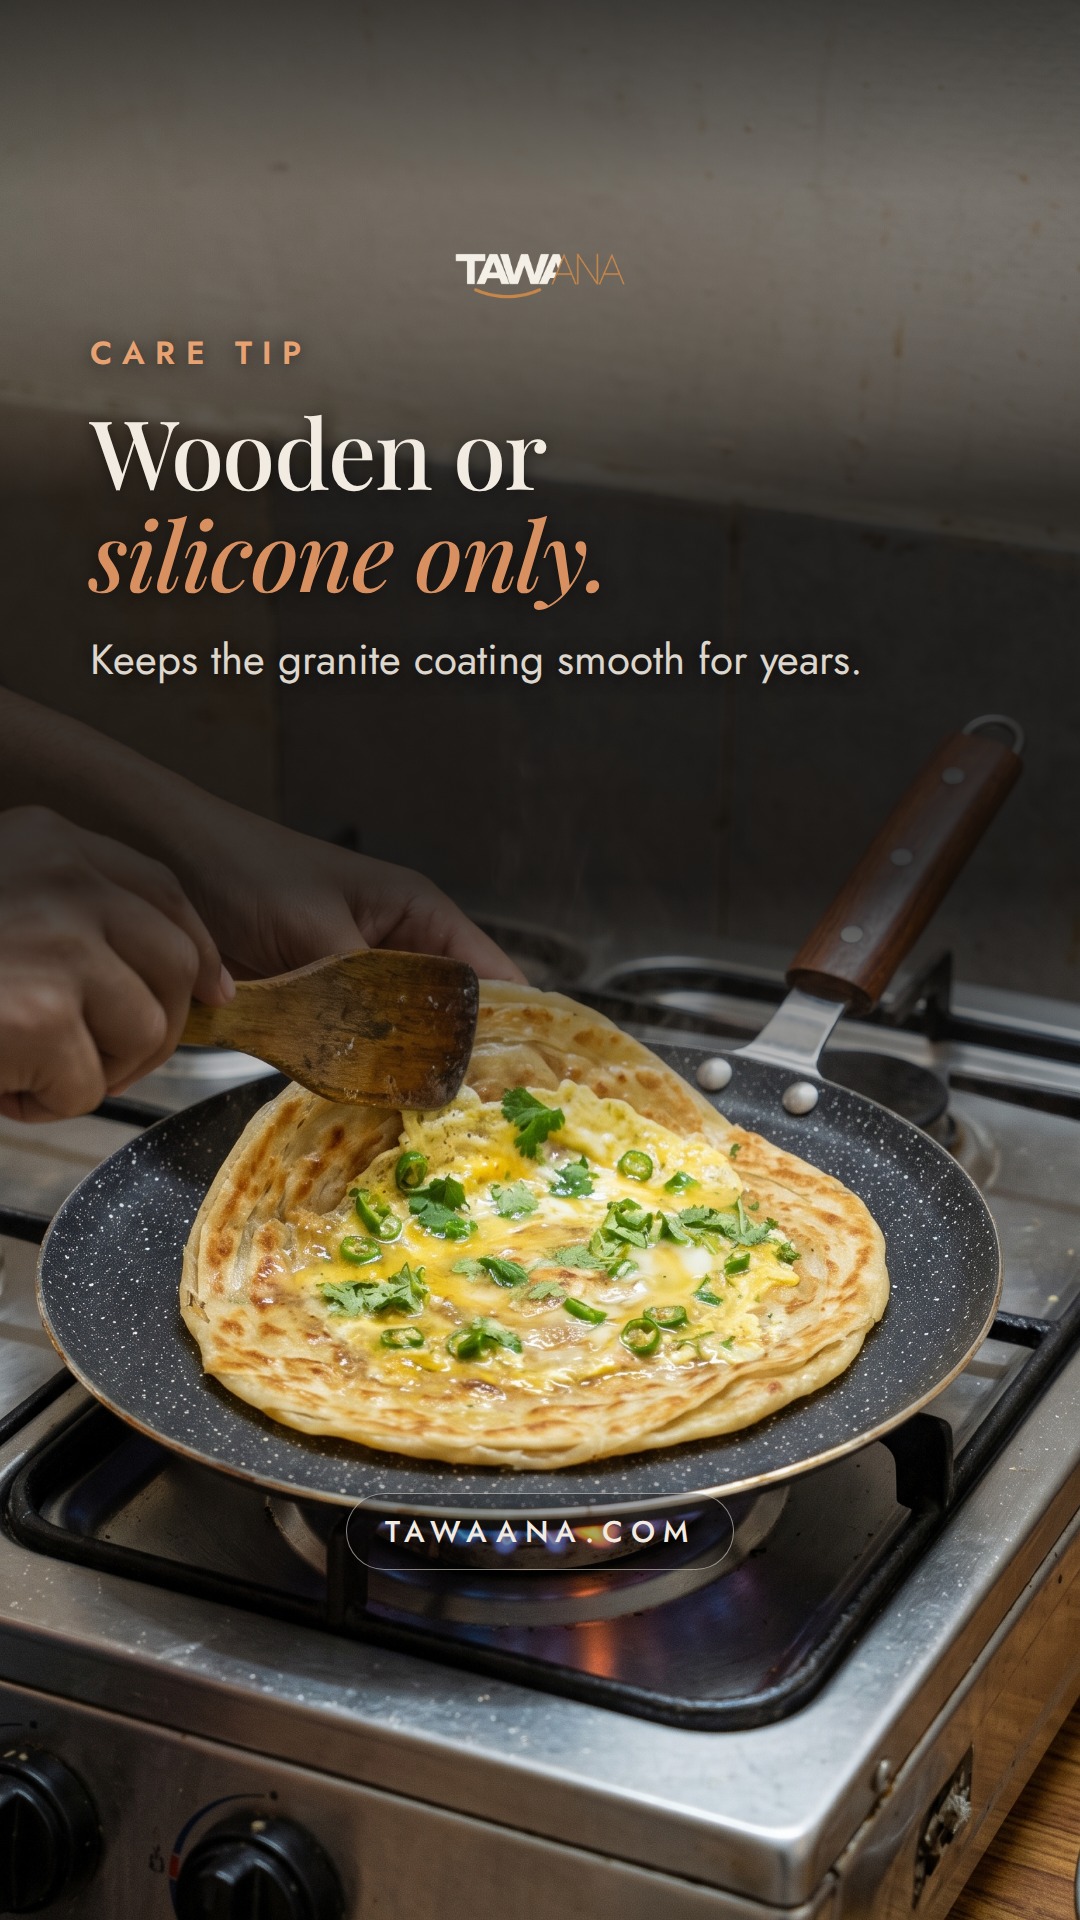 TAWAANA
CARE TIP
Wooden or
silicone only.
Keeps the granite coating smooth for years.
TAWAANA.COM